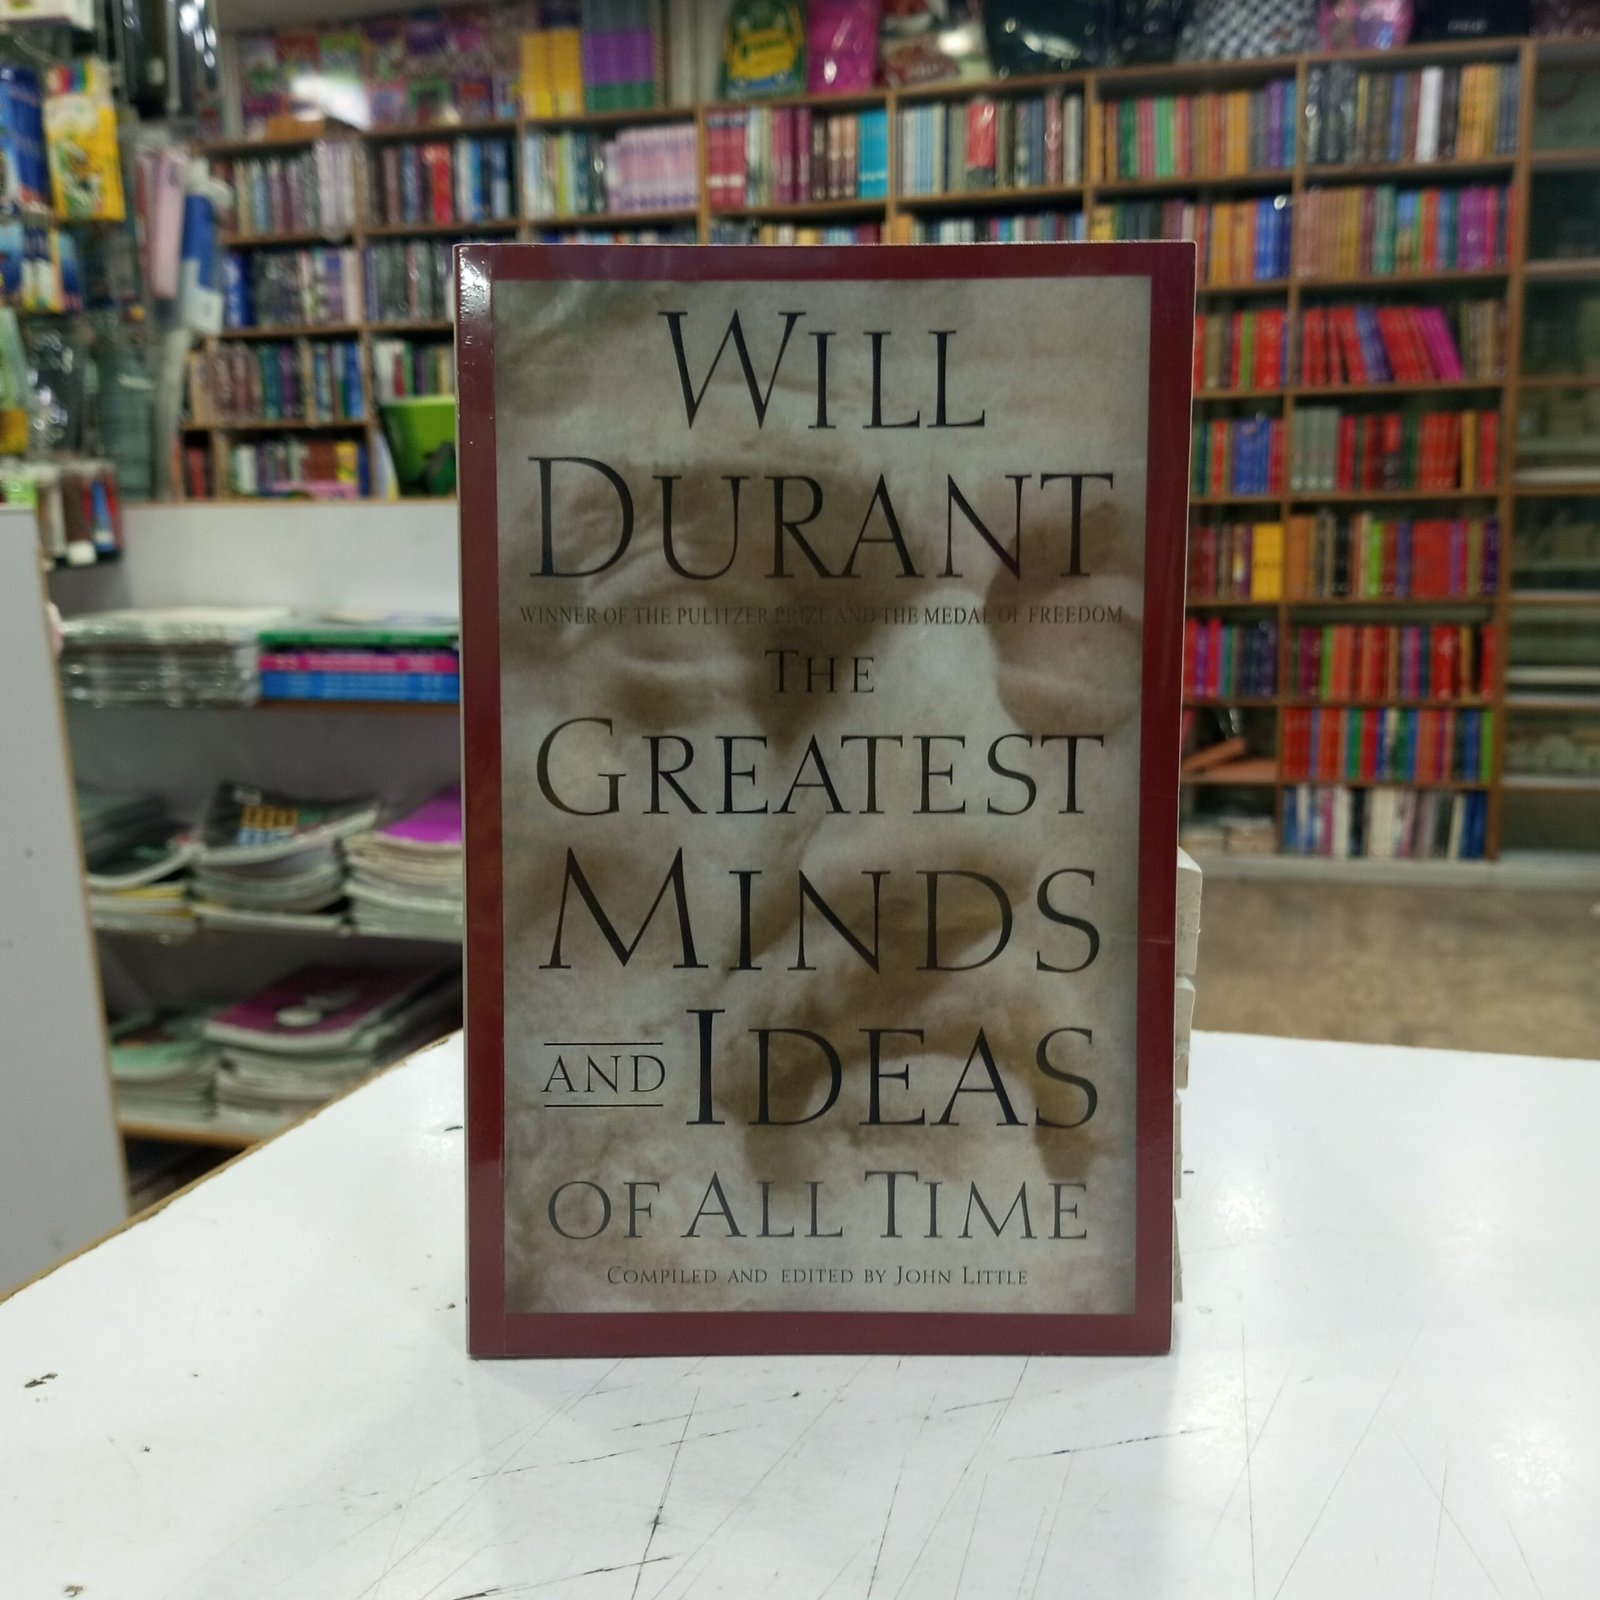 WILL
DURANT
WINNER OF THE PULITZER PRIZE AND THE MEDAL OF FREEDOM
THE
GREATEST
MINDS
AND IDEAS
OF ALL TIME
COMPILED AND EDITED BY JOHN LITTLE